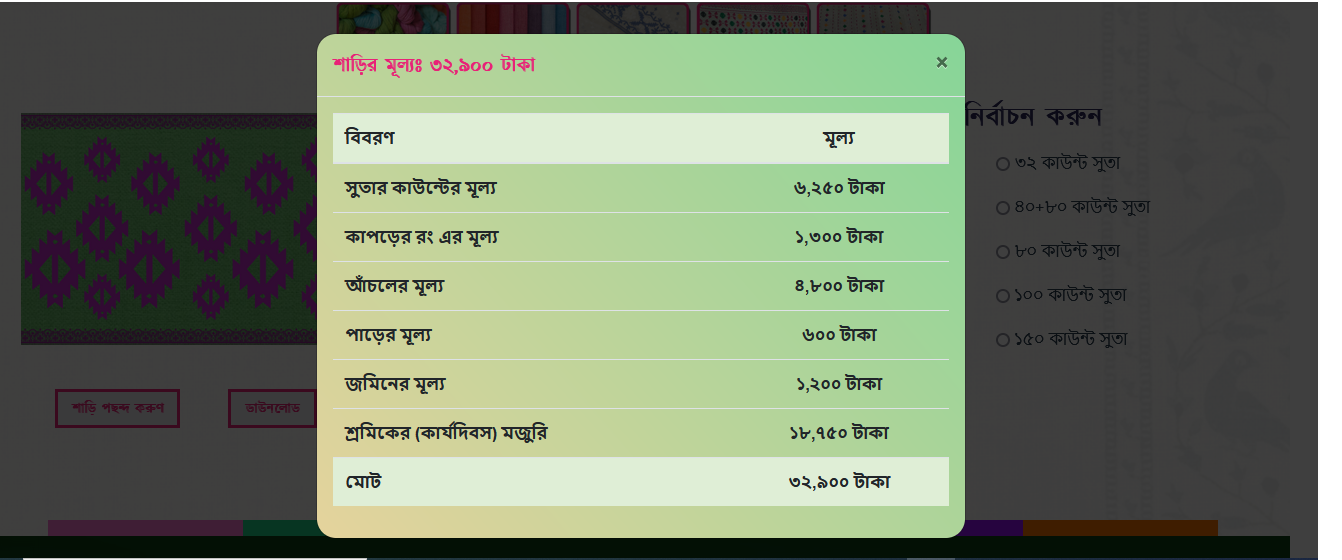 শাড়ির মূল্যঃ ৩২,৯০০ টাকা ×
বিবরণ মূল্য
সুতার কাউন্টের মূল্য ৬,২৫০ টাকা
কাপড়ের রং এর মূল্য ১,৩০০ টাকা
আঁচলের মূল্য ৪,৮০০ টাকা
পাড়ের মূল্য ৬০০ টাকা
জমিনের মূল্য ১,২০০ টাকা
শ্রমিকের (কার্যদিবস) মজুরি ১৮,৭৫০ টাকা
মোট ৩২,৯০০ টাকা
নির্বাচন করুন
৩২ কাউন্ট সুতা
৪০+৮০ কাউন্ট সুতা
৮০ কাউন্ট সুতা
১০০ কাউন্ট সুতা
১৫০ কাউন্ট সুতা
শাড়ি পছন্দ করুণ
ডাউনলোড